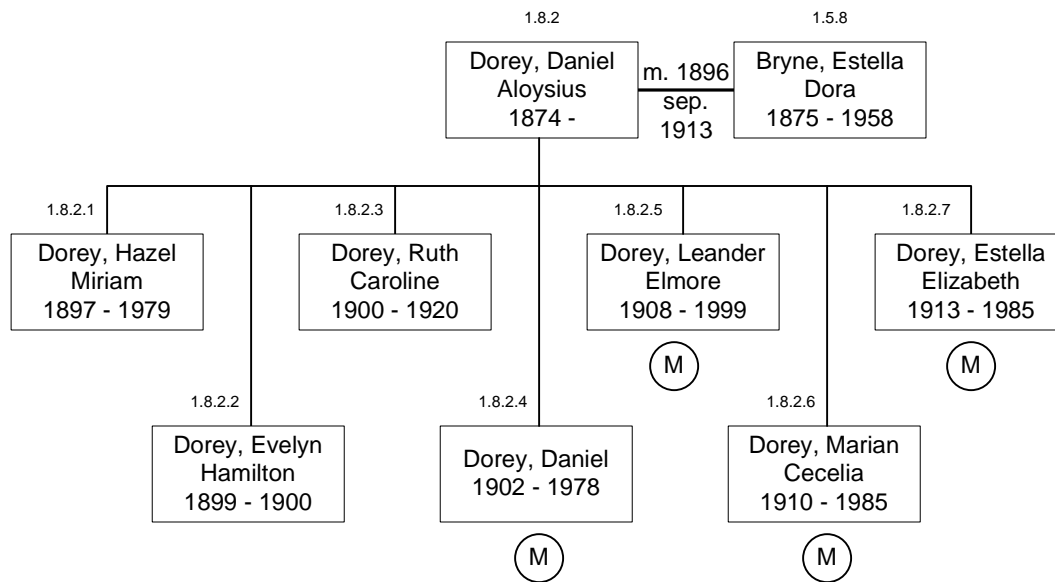 1.8.2
1.5.8
Dorey, Daniel
Aloysius
1874 -
m. 1896
sep.
1913
Bryne, Estella
Dora
1875 - 1958
1.8.2.1
Dorey, Hazel
Miriam
1897 - 1979
1.8.2.3
Dorey, Ruth
Caroline
1900 - 1920
1.8.2.5
Dorey, Leander
Elmore
1908 - 1999
M
1.8.2.7
Dorey, Estella
Elizabeth
1913 - 1985
M
1.8.2.2
Dorey, Evelyn
Hamilton
1899 - 1900
1.8.2.4
Dorey, Daniel
1902 - 1978
M
1.8.2.6
Dorey, Marian
Cecelia
1910 - 1985
M